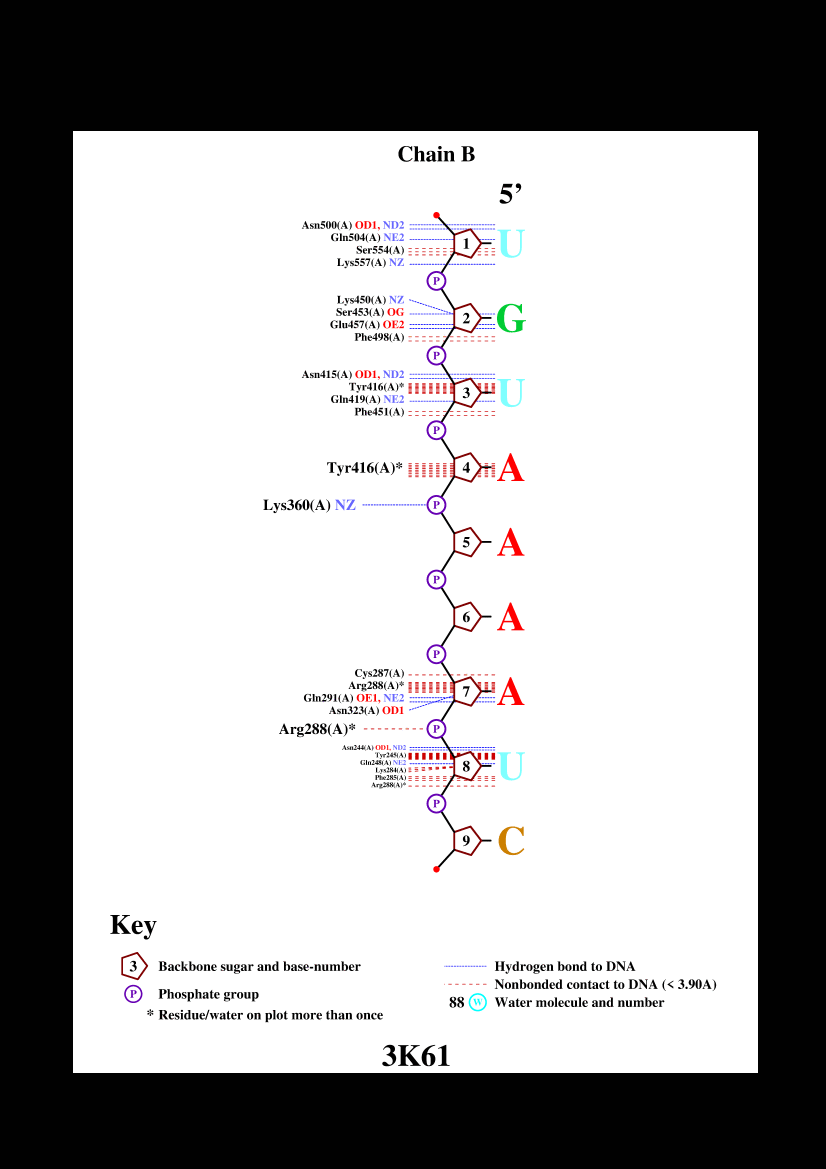 Chain B
5’
Asn500(A) OD1, ND2
Gln504(A) NE2
1 U
Ser554(A)
Lys557(A) NZ
P
Lys450(A) NZ
Ser453(A) OG
2 G
Glu457(A) OE2
Phe498(A)
P
Asn415(A) OD1, ND2
Tyr416(A)*
3 U
Gln419(A) NE2
Phe451(A)
P
Tyr416(A)* 4 A
Lys360(A) NZ P
5 A
P
6 A
P
Cys287(A)
Arg288(A)*
7 A
Gln291(A) OE1, NE2
Asn323(A) OD1
Arg288(A)* P
Asn244(A) OD1, ND2
Tyr245(A)
Gln248(A) NE2
8 U
Lys284(A)
Phe285(A)
Arg288(A)*
P
9 C
Key
3 Backbone sugar and base-number
Hydrogen bond to DNA
Nonbonded contact to DNA (< 3.90A)
P Phosphate group
88 W Water molecule and number
* Residue/water on plot more than once
3K61